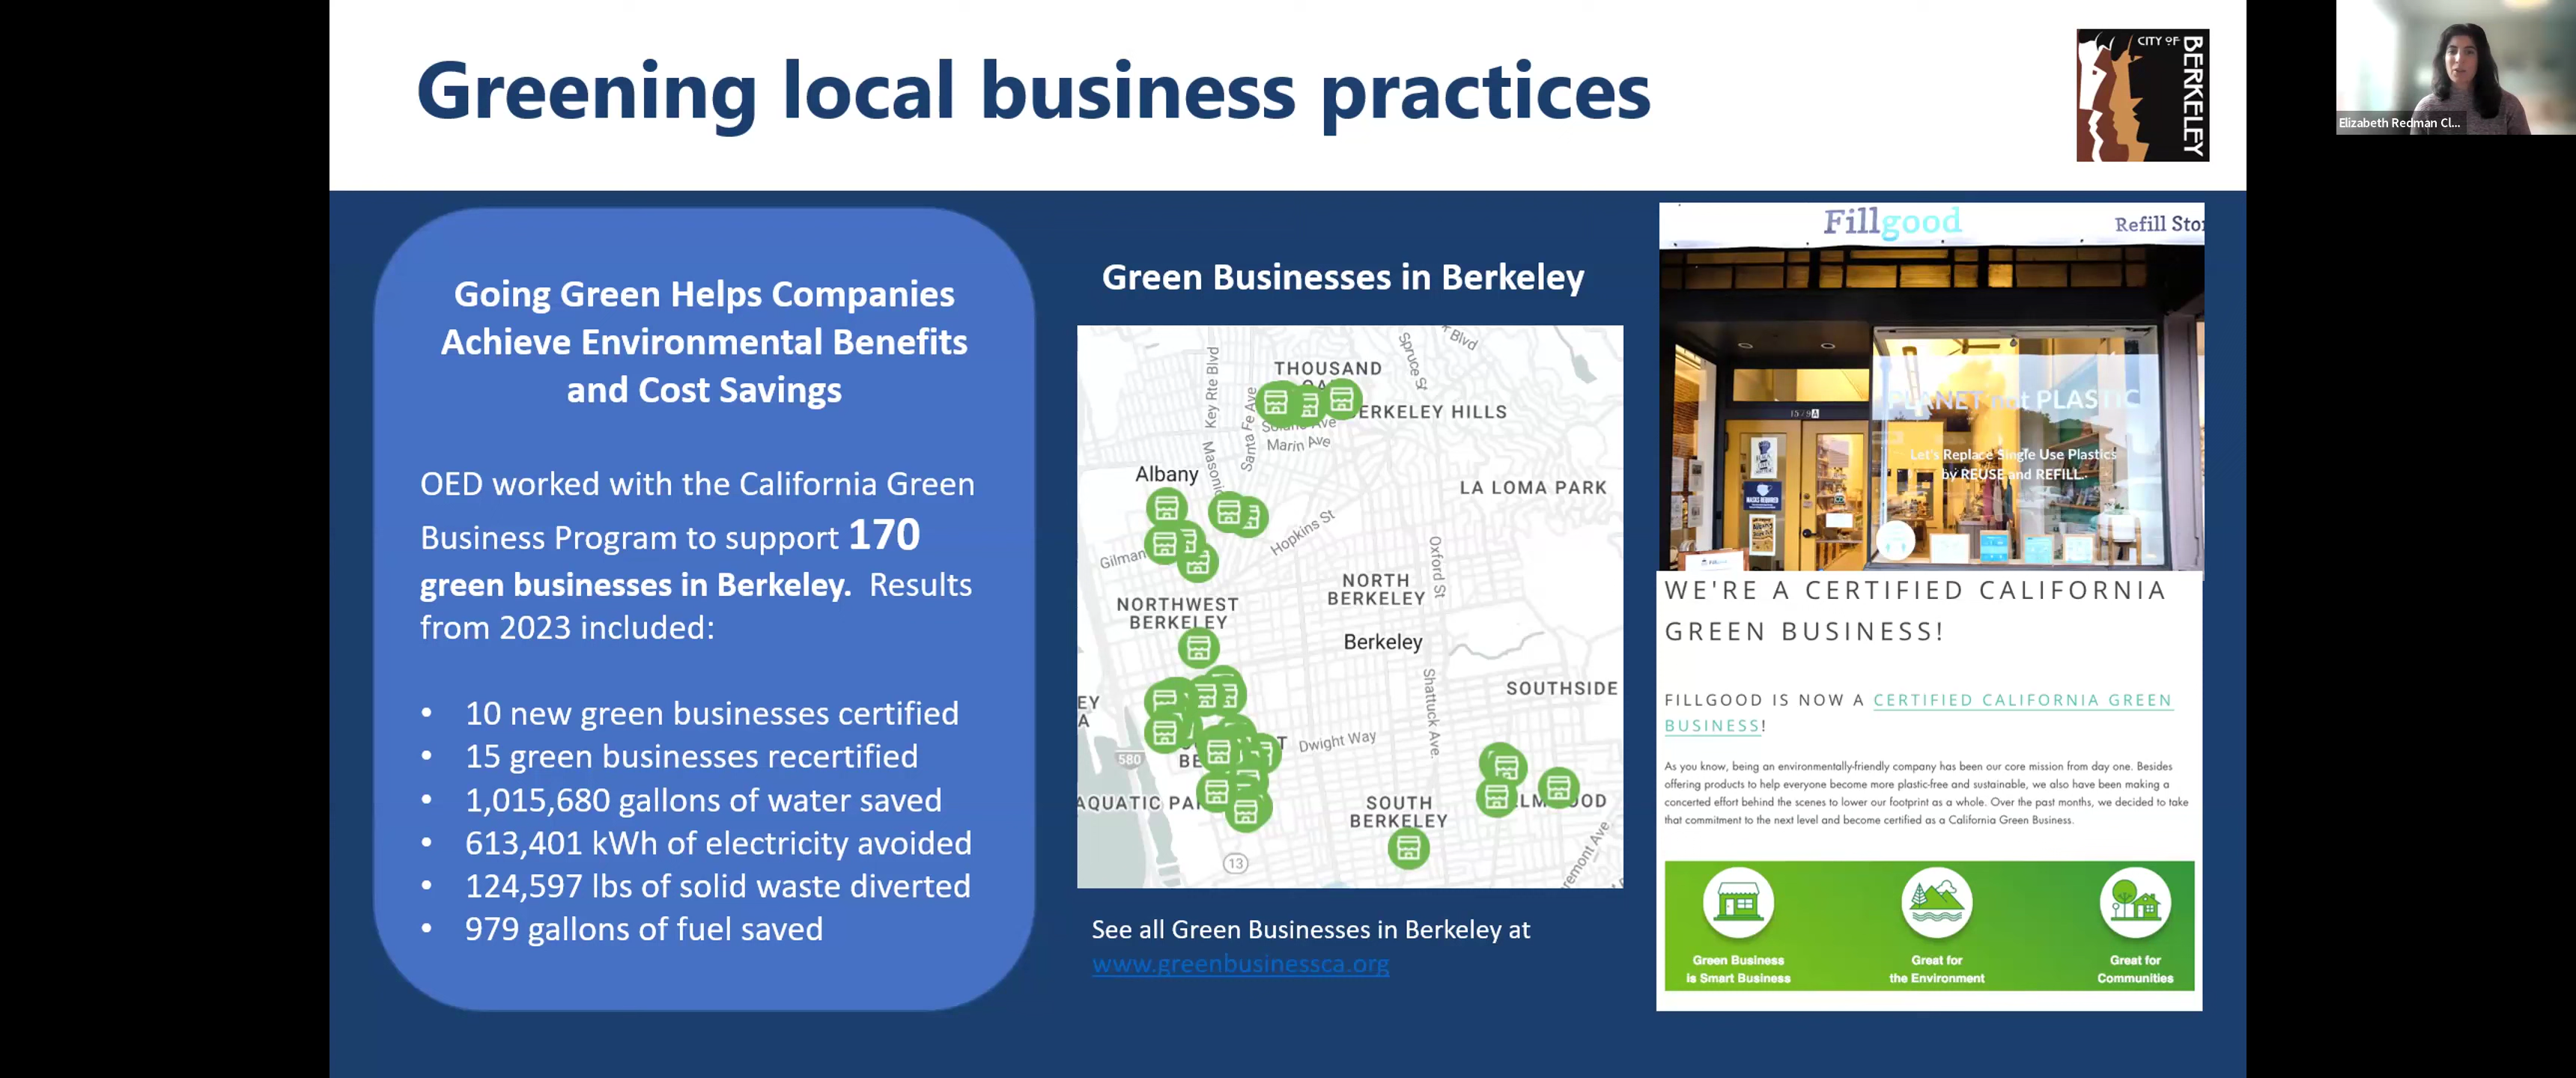 Greening local business practices
CITY OF
BERKELEY
Elizabeth Redman Cl...
Going Green Helps Companies
Achieve Environmental Benefits
and Cost Savings
OED worked with the California Green
Business Program to support 170
green businesses in Berkeley. Results
from 2023 included:
• 10 new green businesses certified
• 15 green businesses recertified
• 1,015,680 gallons of water saved
• 613,401 kWh of electricity avoided
• 124,597 lbs of solid waste diverted
• 979 gallons of fuel saved
Green Businesses in Berkeley
Key Rte Blvd
Santa Fe Ave
Masonic
THOUSAND
Spruce St
Blvd
ERKELEY HILLS
Marin Ave
Albany
LA LOMA PARK
Hopkins St
Gilman
Oxford St
NORTH
BERKELEY
NORTHWEST
BERKELEY
Berkeley
SOUTHSIDE
EY
A
Shattuck Ave.
Dwight Way
580
BE
AQUATIC PA
SOUTH
BERKELEY
ELM OOD
13
remont Ave
See all Green Businesses in Berkeley at
www.greenbusinessca.org
Fillgood
Refill Sto
1579A
PLANET not PLASTIC
Let's Replace Single Use Plastics
by REUSE and REFILL.
WE'RE A CERTIFIED CALIFORNIA
GREEN BUSINESS!
FILLGOOD IS NOW A CERTIFIED CALIFORNIA GREEN
BUSINESS!
As you know, being an environmentally-friendly company has been our core mission from day one. Besides
offering products to help everyone become more plastic-free and sustainable, we also have been making a
concerted effort behind the scenes to lower our footprint as a whole. Over the past months, we decided to take
that commitment to the next level and become certified as a California Green Business.
Green Business
is Smart Business
Great for
the Environment
Great for
Communities